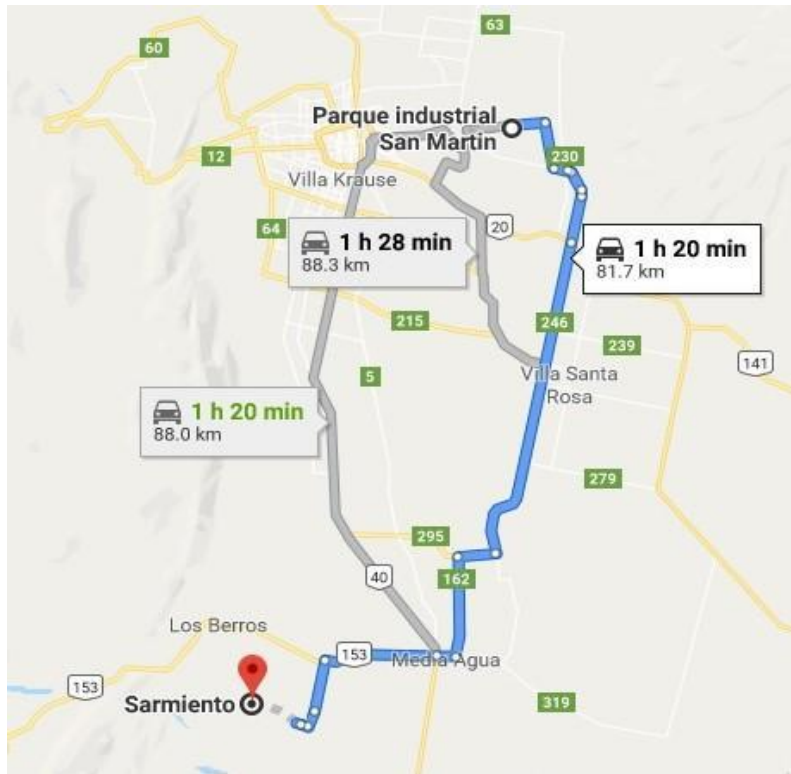 63
60
Parque industrial
San Martin
230
12
Villa Krause
64
20
1 h 28 min
88.3 km
1 h 20 min
81.7 km
215
246
239
141
5
Villa Santa
Rosa
1 h 20 min
88.0 km
279
295
40
162
Los Berros
153
Media Agua
153
Sarmiento
319